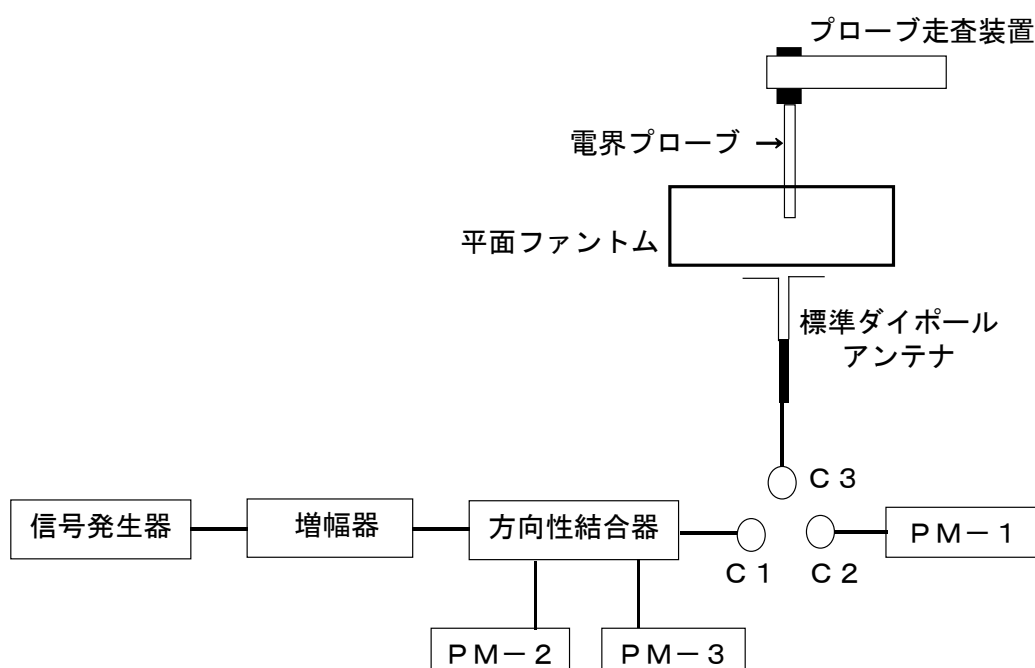 プローブ走査装置
電界プローブ →
平面ファントム
標準ダイポール
アンテナ
C3
信号発生器
増幅器
方向性結合器
PM-1
C1
C2
PM-2
PM-3